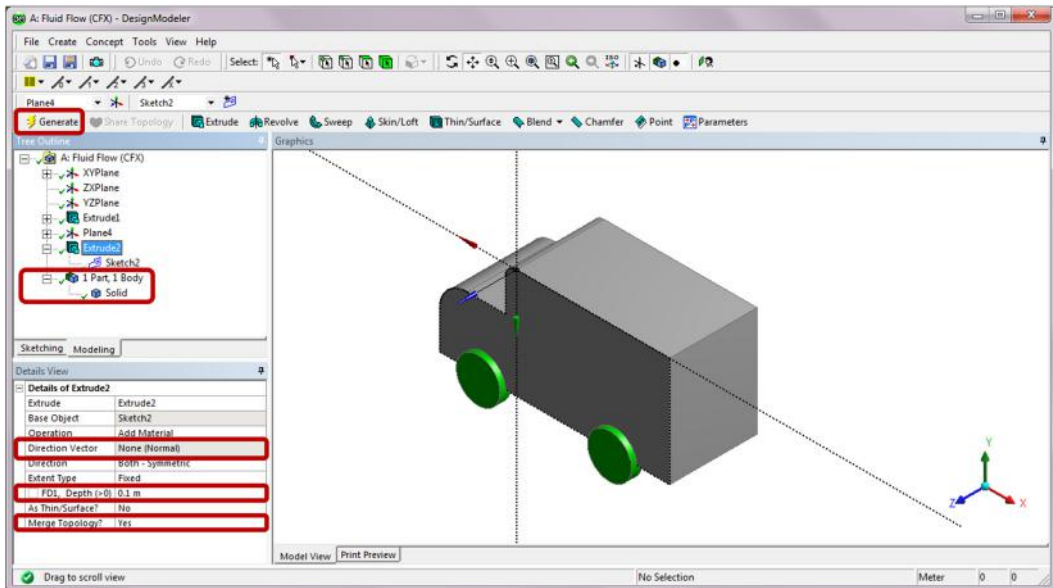 A: Fluid Flow (CFX) - DesignModeler
File Create Concept Tools View Help
Undo Redo Select:
Plane4 Sketch2
Generate Share Topology Extrude Revolve Sweep Skin/Loft Thin/Surface Blend Chamfer Point Parameters
Tree Outline
A: Fluid Flow (CFX)
XYPlane
ZXPlane
YZPlane
Extrude1
Plane4
Extrude2
Sketch2
1 Part, 1 Body
Solid
Sketching Modeling
Details View
Details of Extrude2
Extrude Extrude2
Base Object Sketch2
Operation Add Material
Direction Vector None (Normal)
Direction Both - Symmetric
Extent Type Fixed
FD1, Depth (>0) 0.1 m
As Thin/Surface? No
Merge Topology? Yes
Graphics
Y
Z
X
Model View Print Preview
Drag to scroll view No Selection Meter 0 0